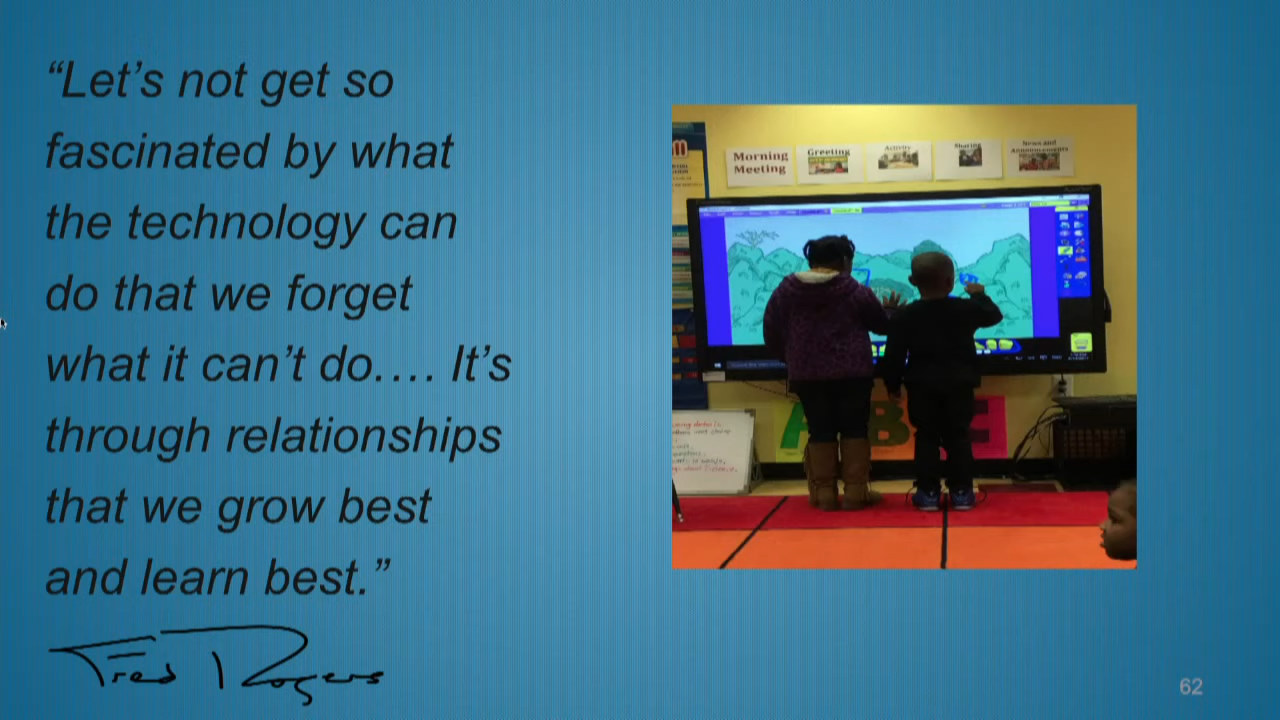 “Let’s not get so
fascinated by what
the technology can
do that we forget
what it can’t do…. It’s
through relationships
that we grow best
and learn best.”
Fred Rogers
Morning
Meeting
Greeting
Activity
Sharing
News and
Announcements
62